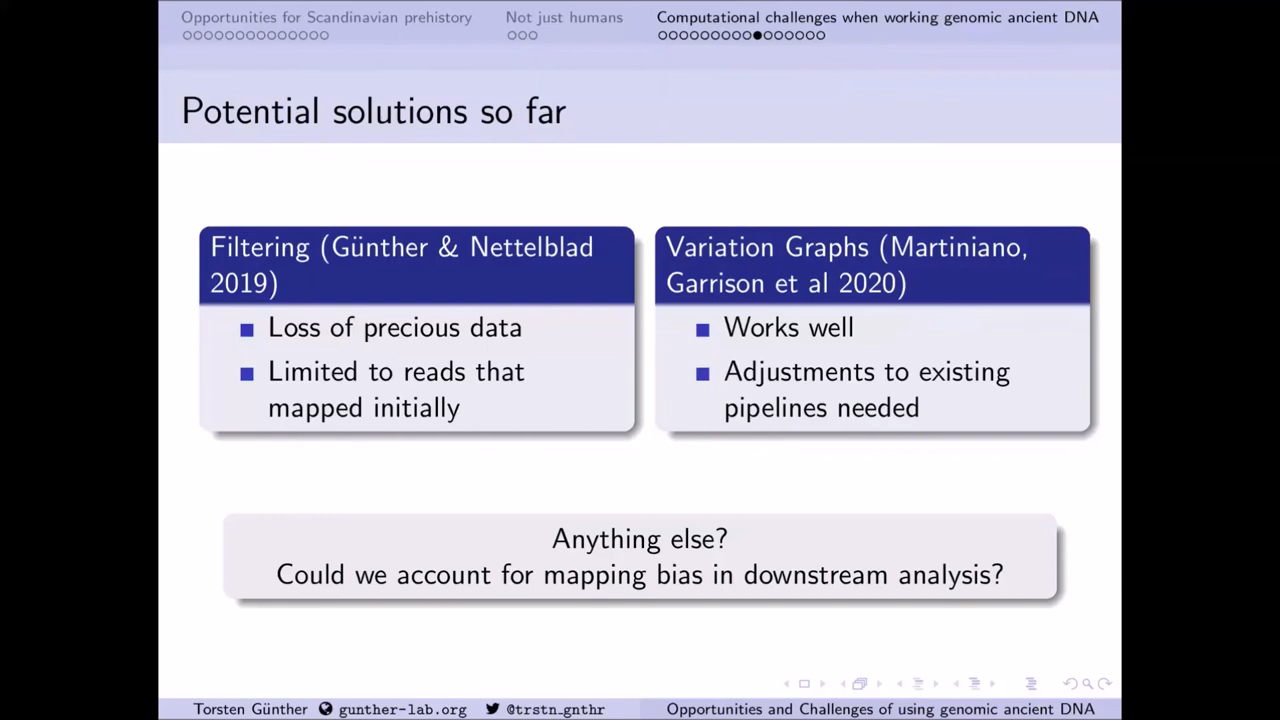 Opportunities for Scandinavian prehistory Not just humans Computational challenges when working genomic ancient DNA
Potential solutions so far
Filtering (Günther & Nettelblad
2019)
Loss of precious data
Limited to reads that
mapped initially
Variation Graphs (Martiniano,
Garrison et al 2020)
Works well
Adjustments to existing
pipelines needed
Anything else?
Could we account for mapping bias in downstream analysis?
Torsten Günther gunther-lab.org @trstn_gnthr Opportunities and Challenges of using genomic ancient DNA